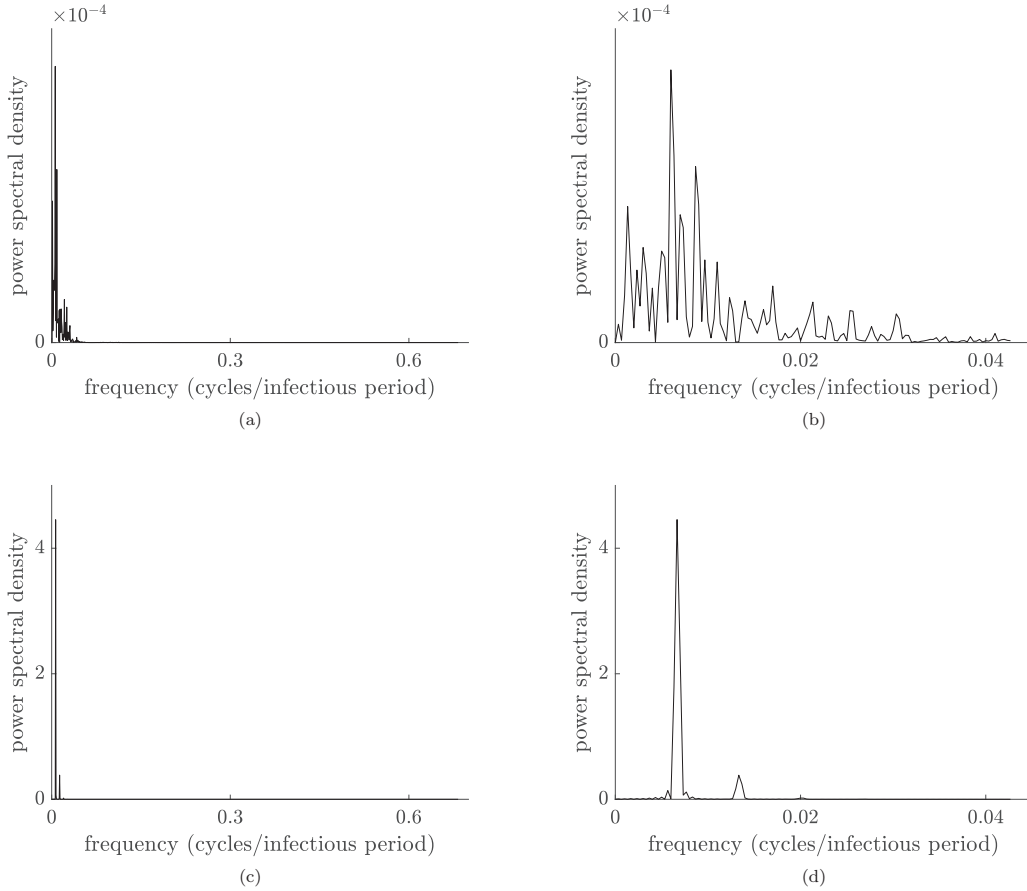 ×10⁻⁴
power spectral density
0
0 0.3 0.6
frequency (cycles/infectious period)
(a)
×10⁻⁴
power spectral density
0
0 0.02 0.04
frequency (cycles/infectious period)
(b)
power spectral density
4
2
0
0 0.3 0.6
frequency (cycles/infectious period)
(c)
power spectral density
4
2
0
0 0.02 0.04
frequency (cycles/infectious period)
(d)